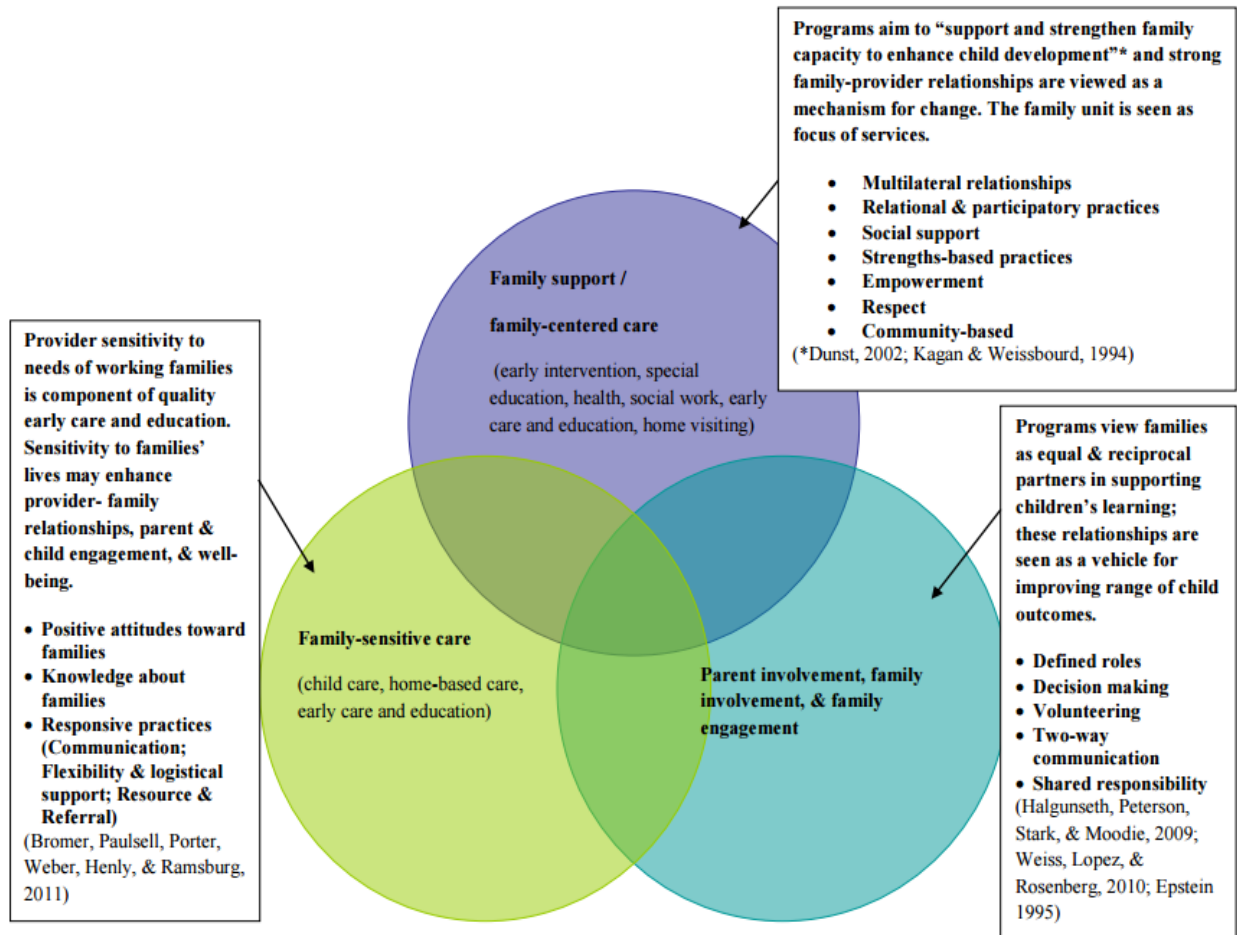 Programs aim to “support and strengthen family
capacity to enhance child development”* and strong
family-provider relationships are viewed as a
mechanism for change. The family unit is seen as
focus of services.
• Multilateral relationships
• Relational & participatory practices
• Social support
• Strengths-based practices
• Empowerment
• Respect
• Community-based
(*Dunst, 2002; Kagan & Weissbourd, 1994)
Family support /
family-centered care
(early intervention, special
education, health, social work, early
care and education, home visiting)
Provider sensitivity to
needs of working families
is component of quality
early care and education.
Sensitivity to families’
lives may enhance
provider- family
relationships, parent &
child engagement, & well-
being.
• Positive attitudes toward
families
• Knowledge about
families
• Responsive practices
(Communication;
Flexibility & logistical
support; Resource &
Referral)
(Bromer, Paulsell, Porter,
Weber, Henly, & Ramsburg,
2011)
Family-sensitive care
(child care, home-based care,
early care and education)
Parent involvement, family
involvement, & family
engagement
Programs view families
as equal & reciprocal
partners in supporting
children’s learning;
these relationships are
seen as a vehicle for
improving range of child
outcomes.
• Defined roles
• Decision making
• Volunteering
• Two-way
communication
• Shared responsibility
(Halgunseth, Peterson,
Stark, & Moodie, 2009;
Weiss, Lopez, &
Rosenberg, 2010; Epstein
1995)